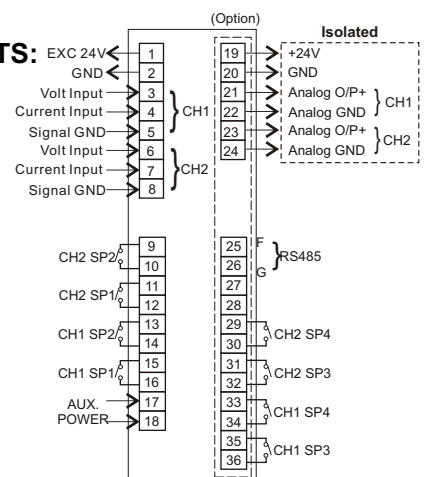 (Option)
Isolated
TS:
EXC 24V 1 19 +24V
GND 2 20 GND
Volt Input 3 21 Analog O/P+
Current Input 4 CH1 22 Analog GND CH1
Signal GND 5 23 Analog O/P+
Volt Input 6 24 Analog GND CH2
Current Input 7 CH2
Signal GND 8
CH2 SP2 9 25 F RS485
10 26 G
CH2 SP1 11 27
12 28
CH1 SP2 13 29 CH2 SP4
14 30
CH1 SP1 15 31 CH2 SP3
16 32
AUX. 17 33 CH1 SP4
POWER 18 34
35 CH1 SP3
36